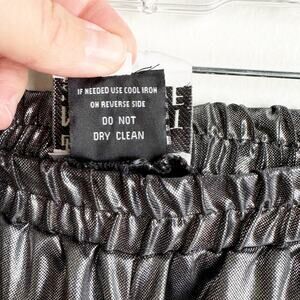 IF NEEDED USE COOL IRON
ON REVERSE SIDE
DO NOT
DRY CLEAN